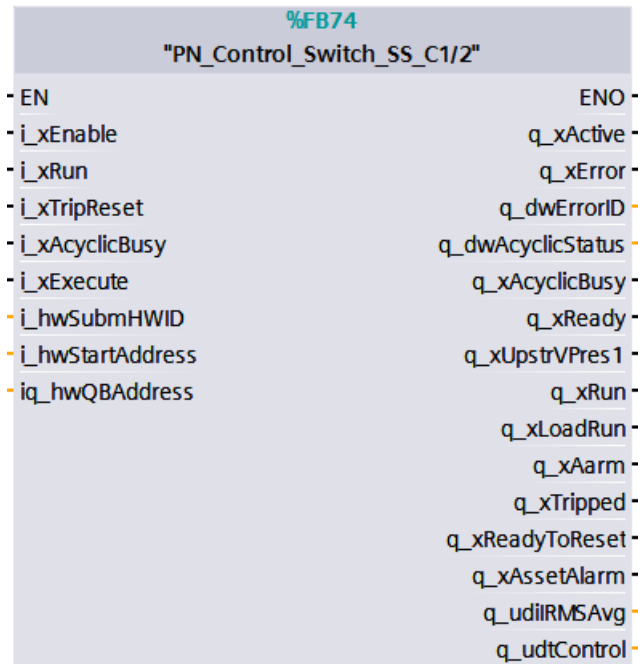 %FB74
"PN_Control_Switch_SS_C1/2"
EN ENO
i_xEnable q_xActive
i_xRun q_xError
i_xTripReset q_dwErrorID
i_xAcyclicBusy q_dwAcyclicStatus
i_xExecute q_xAcyclicBusy
i_hwSubmHWID q_xReady
i_hwStartAddress q_xUpstrVPres1
iq_hwQBAddress q_xRun
q_xLoadRun
q_xAarm
q_xTripped
q_xReadyToReset
q_xAssetAlarm
q_udiIRMSAvg
q_udtControl